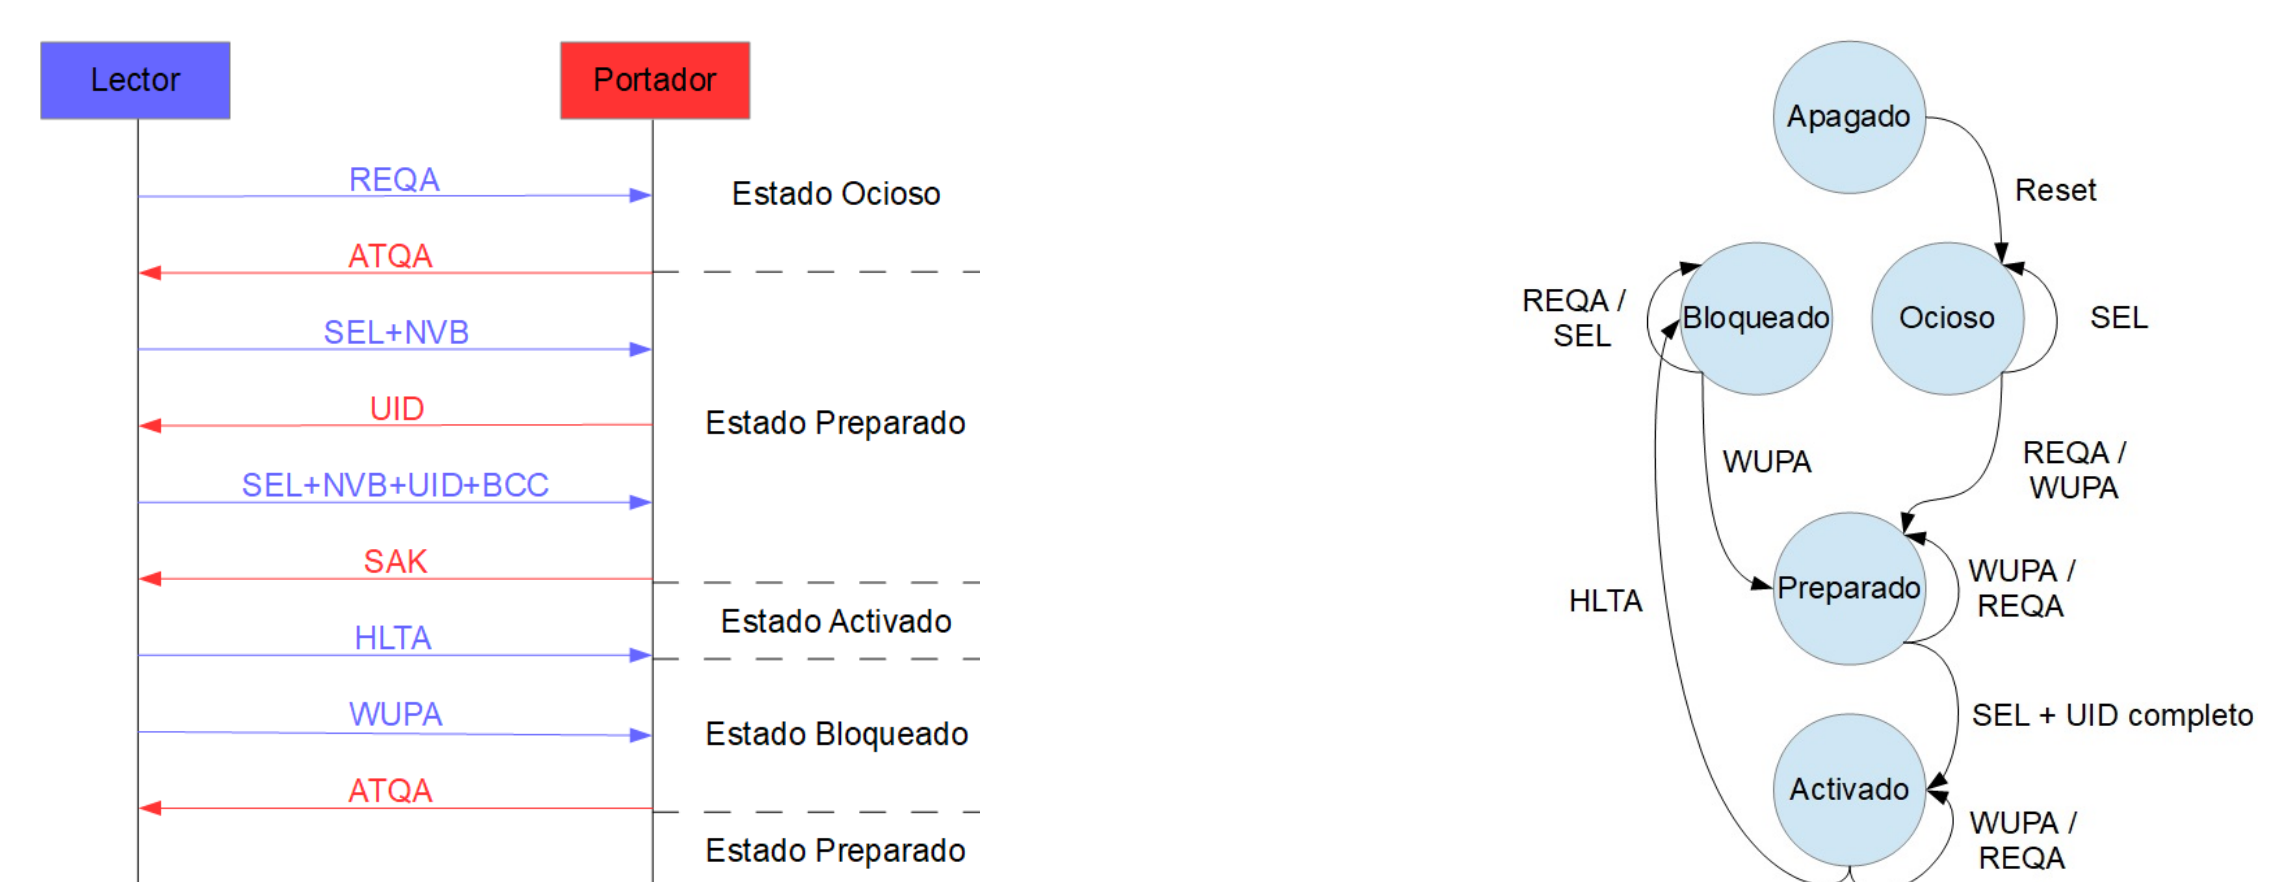 Lector
Portador
REQA
Estado Ocioso
ATQA
SEL+NVB
UID
Estado Preparado
SEL+NVB+UID+BCC
SAK
Estado Activado
HLTA
WUPA
Estado Bloqueado
ATQA
Estado Preparado
Apagado
Reset
REQA /
SEL
Bloqueado
Ocioso
SEL
WUPA
REQA /
WUPA
HLTA
Preparado
WUPA /
REQA
SEL + UID completo
Activado
WUPA /
REQA